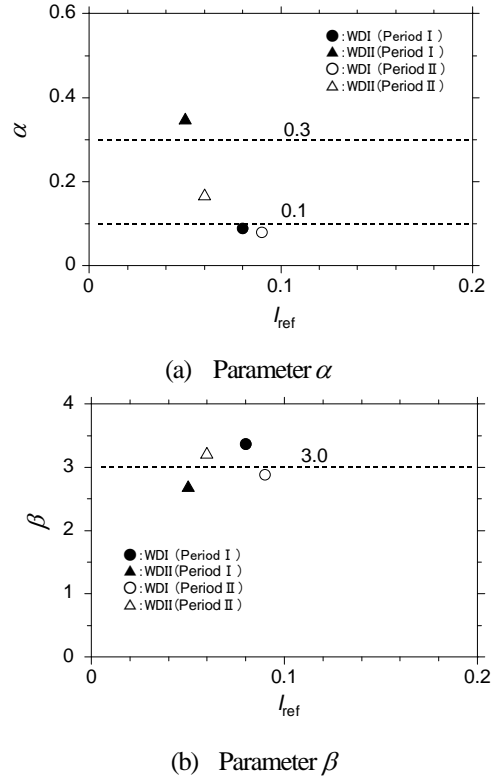 0.6
●:WDI (Period Ⅰ)
▲:WDII(Period Ⅰ)
○:WDI (Period Ⅱ)
△:WDII(Period Ⅱ)
0.4
α
0.3
0.2
0.1
0
0 0.1 0.2
I_ref
(a) Parameter α
4
3.0
3
β
2
●:WDI (Period Ⅰ)
▲:WDII(Period Ⅰ)
○:WDI (Period Ⅱ)
△:WDII(Period Ⅱ)
1
0
0 0.1 0.2
I_ref
(b) Parameter β